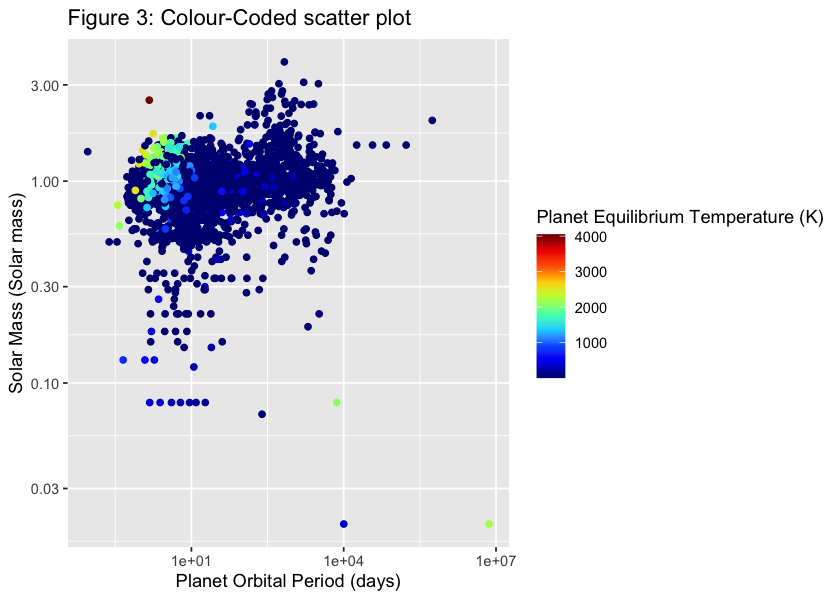 Figure 3: Colour-Coded scatter plot
3.00
1.00
0.30
0.10
0.03
Solar Mass (Solar mass)
1e+01
1e+04
1e+07
Planet Orbital Period (days)
Planet Equilibrium Temperature (K)
4000
3000
2000
1000